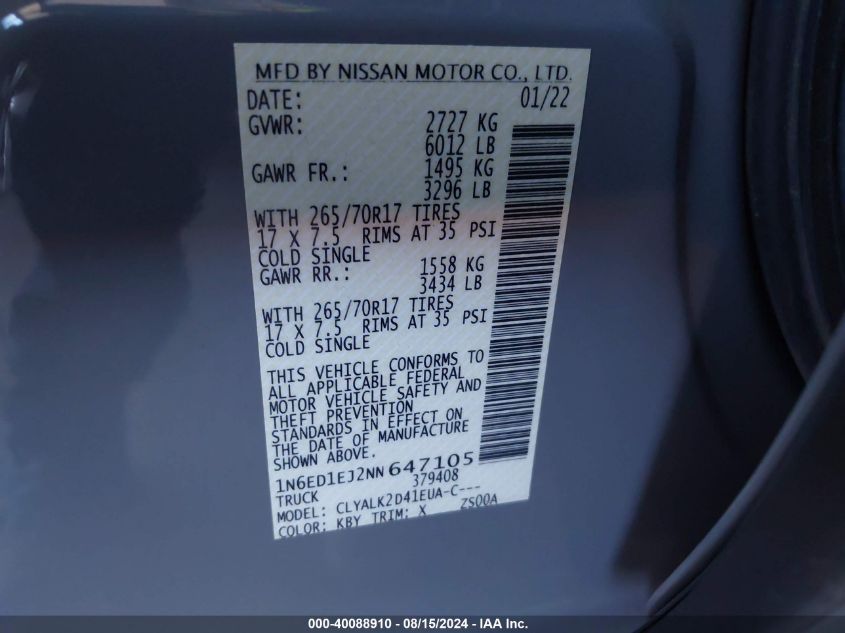 MFD BY NISSAN MOTOR CO., LTD.
DATE: 01/22
GVWR: 2727 KG
6012 LB
GAWR FR.: 1495 KG
3296 LB
WITH 265/70R17 TIRES
17 X 7.5 RIMS AT 35 PSI
COLD SINGLE
GAWR RR.: 1558 KG
3434 LB
WITH 265/70R17 TIRES
17 X 7.5 RIMS AT 35 PSI
COLD SINGLE
THIS VEHICLE CONFORMS TO
ALL APPLICABLE FEDERAL
MOTOR VEHICLE SAFETY AND
THEFT PREVENTION
STANDARDS IN EFFECT ON
THE DATE OF MANUFACTURE
SHOWN ABOVE.
1N6ED1EJ2NN647105
379408
TRUCK
MODEL: CLYALK2D41EUA-C---
COLOR: KBY TRIM: X ZS00A
000-40088910 - 08/15/2024 - IAA Inc.